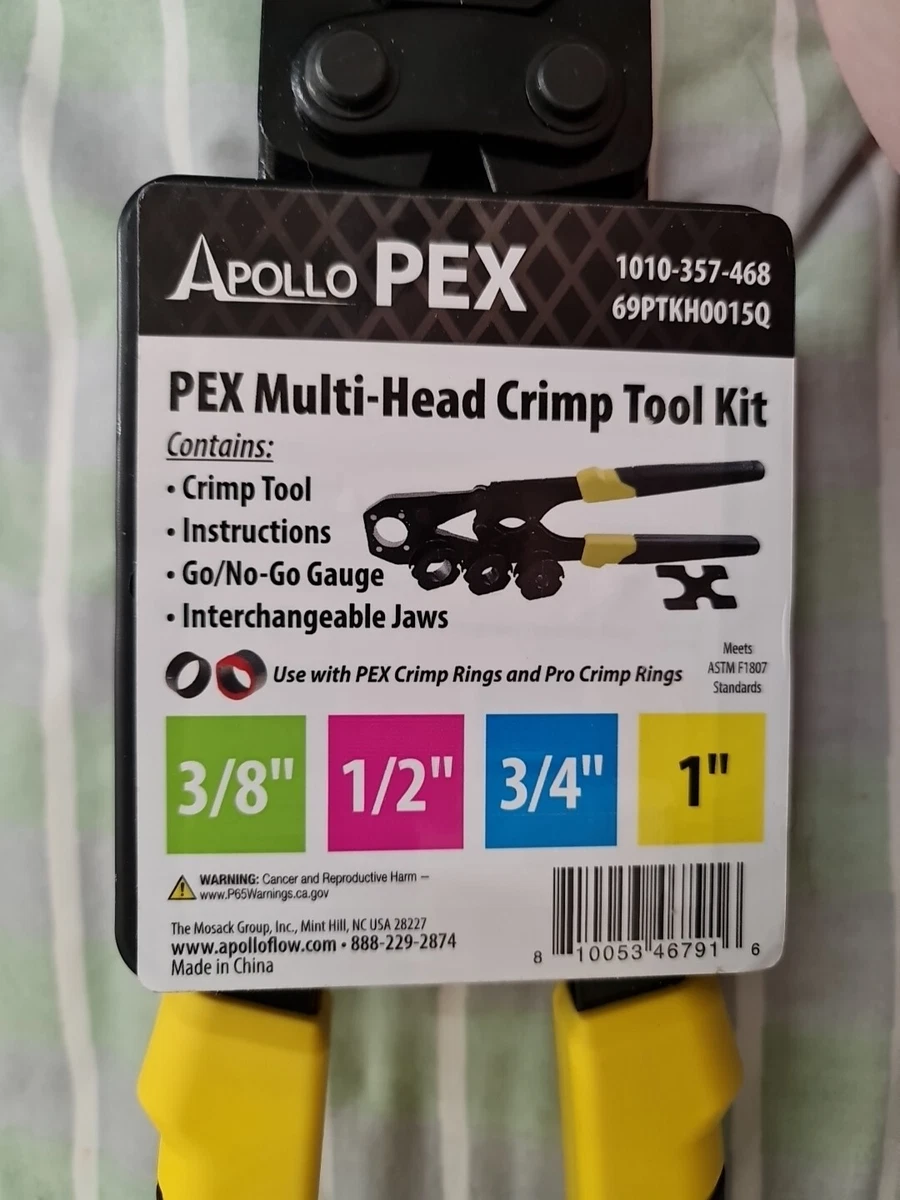 APOLLO PEX
1010-357-468
69PTKH0015Q
PEX Multi-Head Crimp Tool Kit
Contains:
• Crimp Tool
• Instructions
• Go/No-Go Gauge
• Interchangeable Jaws
Use with PEX Crimp Rings and Pro Crimp Rings
Meets
ASTM F1807
Standards
3/8"
1/2"
3/4"
1"
WARNING: Cancer and Reproductive Harm —
www.P65Warnings.ca.gov
The Mosack Group, Inc., Mint Hill, NC USA 28227
www.apolloflow.com • 888-229-2874
Made in China
8 10053 46791 6